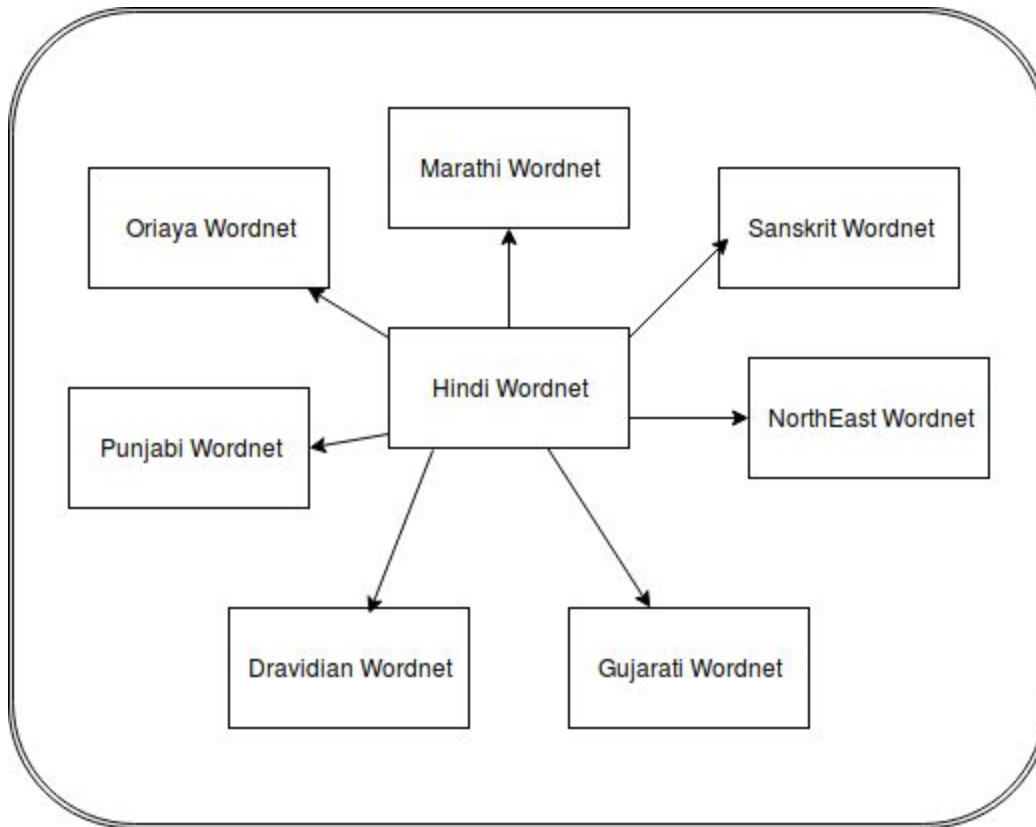 Marathi Wordnet
Oriaya Wordnet
Sanskrit Wordnet
Hindi Wordnet
NorthEast Wordnet
Punjabi Wordnet
Dravidian Wordnet
Gujarati Wordnet